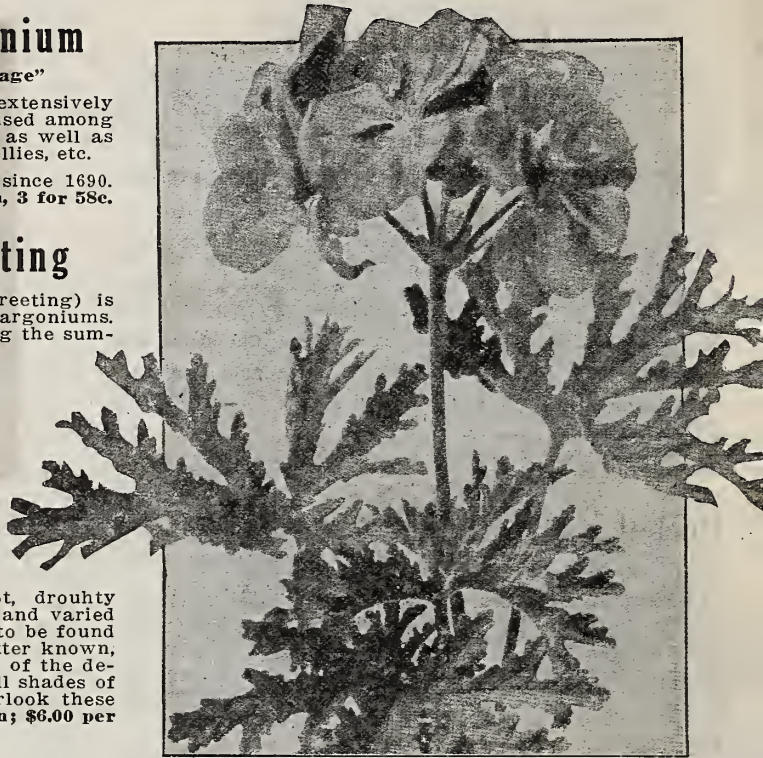 nium
age”
extensively
sed among
as well as
llies, etc.
since 1690.
, 3 for 58c.
ting
reeting) is
argoniums.
g the sum-
t, drouhty
and varied
to be found
tter known,
of the de-
ll shades of
rlook these
n; $6.00 per